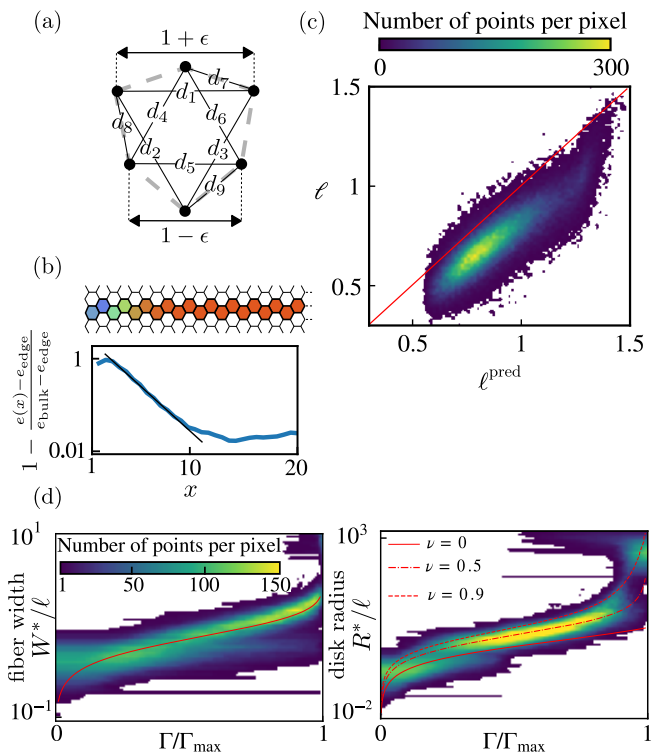 (a)
1 + ϵ
d7
d1
d8
d4
d6
d2
d3
d5
d9
1 − ϵ
(b)
1 − e(x)−e_edge / e_bulk−e_edge
1
0.01
1
10
20
x
(c)
Number of points per pixel
0
300
1.5
1
0.5
ℓ
0.5
1
1.5
ℓ^pred
(d)
10^1
10^-1
fiber width
W*/ℓ
Number of points per pixel
1
50
100
150
0
1
Γ/Γ_max
10^3
10^-2
disk radius
R*/ℓ
ν = 0
ν = 0.5
ν = 0.9
0
1
Γ/Γ_max